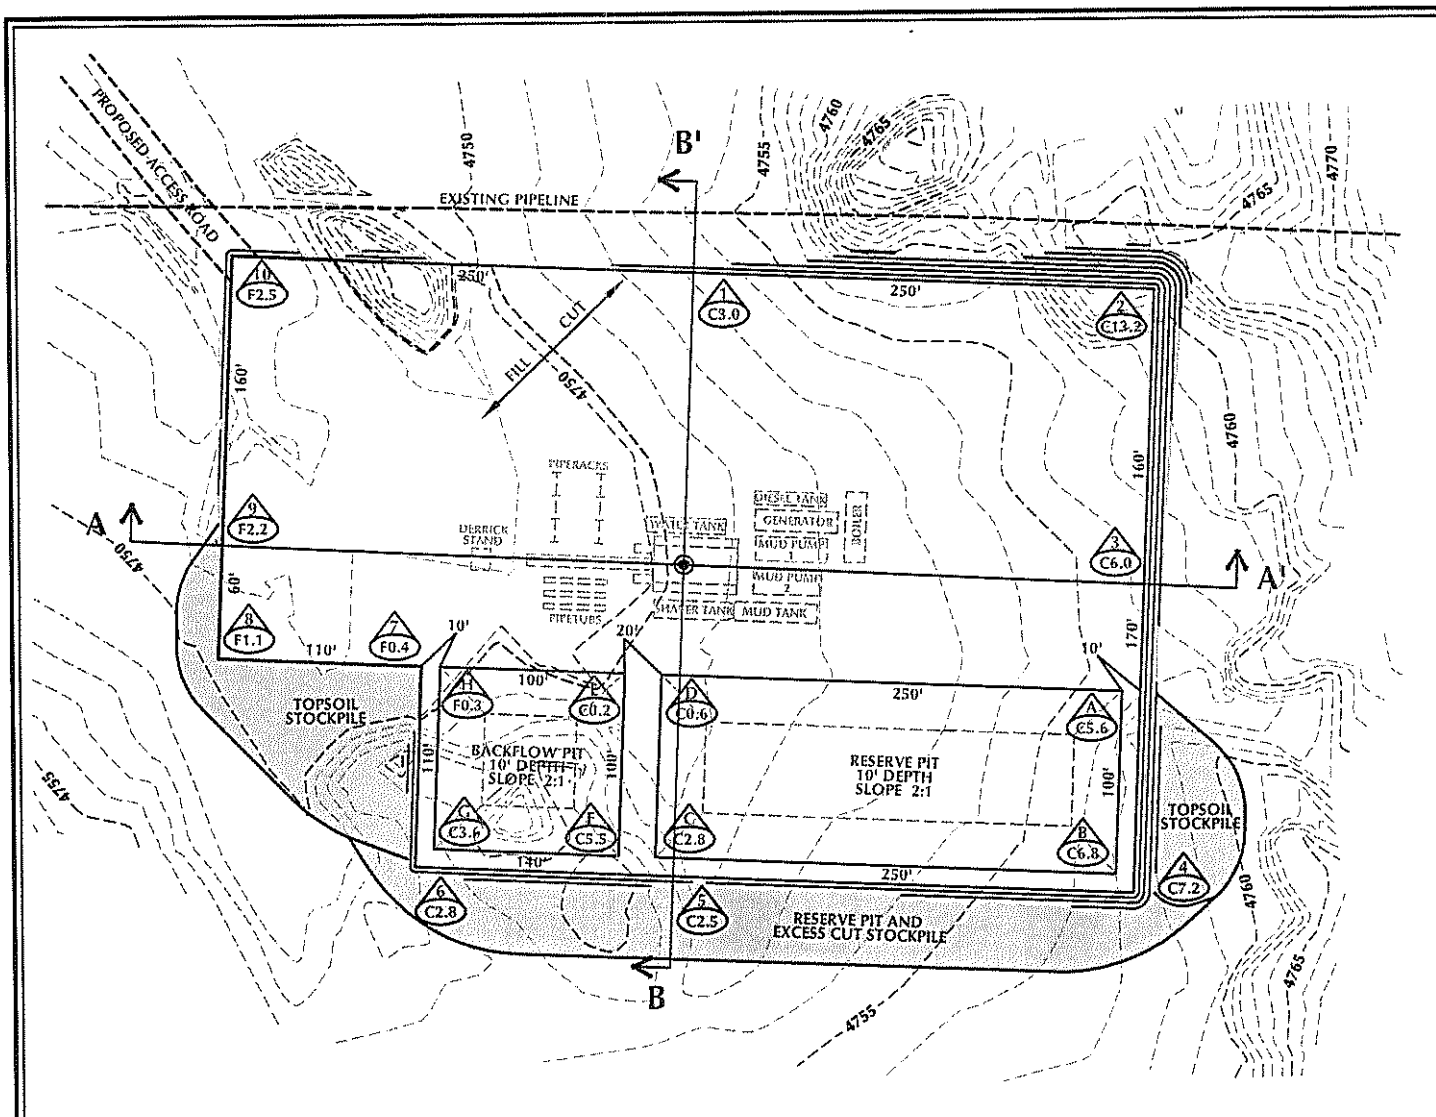 PROPOSED ACCESS ROAD
4750
B'
4755
4760
4765
4770
4765
EXISTING PIPELINE
10
F2.5
250'
CUT
FILL
1
C3.0
250'
2
C13.2
160'
4750
4760
160'
PIPERACKS
DERRICK
STAND
WATER TANK
DIESEL TANK
GENERATOR
BOILER
MUD PUMP
1
MUD PUMP
2
SHAKER TANK
MUD TANK
PIPETUBS
A
9
F2.2
4750
3
C6.0
A'
60'
8
F1.1
110'
7
F0.4
10'
20'
10'
170'
TOPSOIL
STOCKPILE
H
F0.3
100'
E
C0.2
D
C0.6
250'
A
C5.6
110'
BACKFLOW PIT
10' DEPTH
SLOPE 2:1
100'
RESERVE PIT
10' DEPTH
SLOPE 2:1
100'
TOPSOIL
STOCKPILE
4755
G
C3.6
F
C5.5
C
C2.8
B
C6.8
140'
250'
4
C7.2
6
C2.8
5
C2.5
RESERVE PIT AND
EXCESS CUT STOCKPILE
4760
4765
B
4755